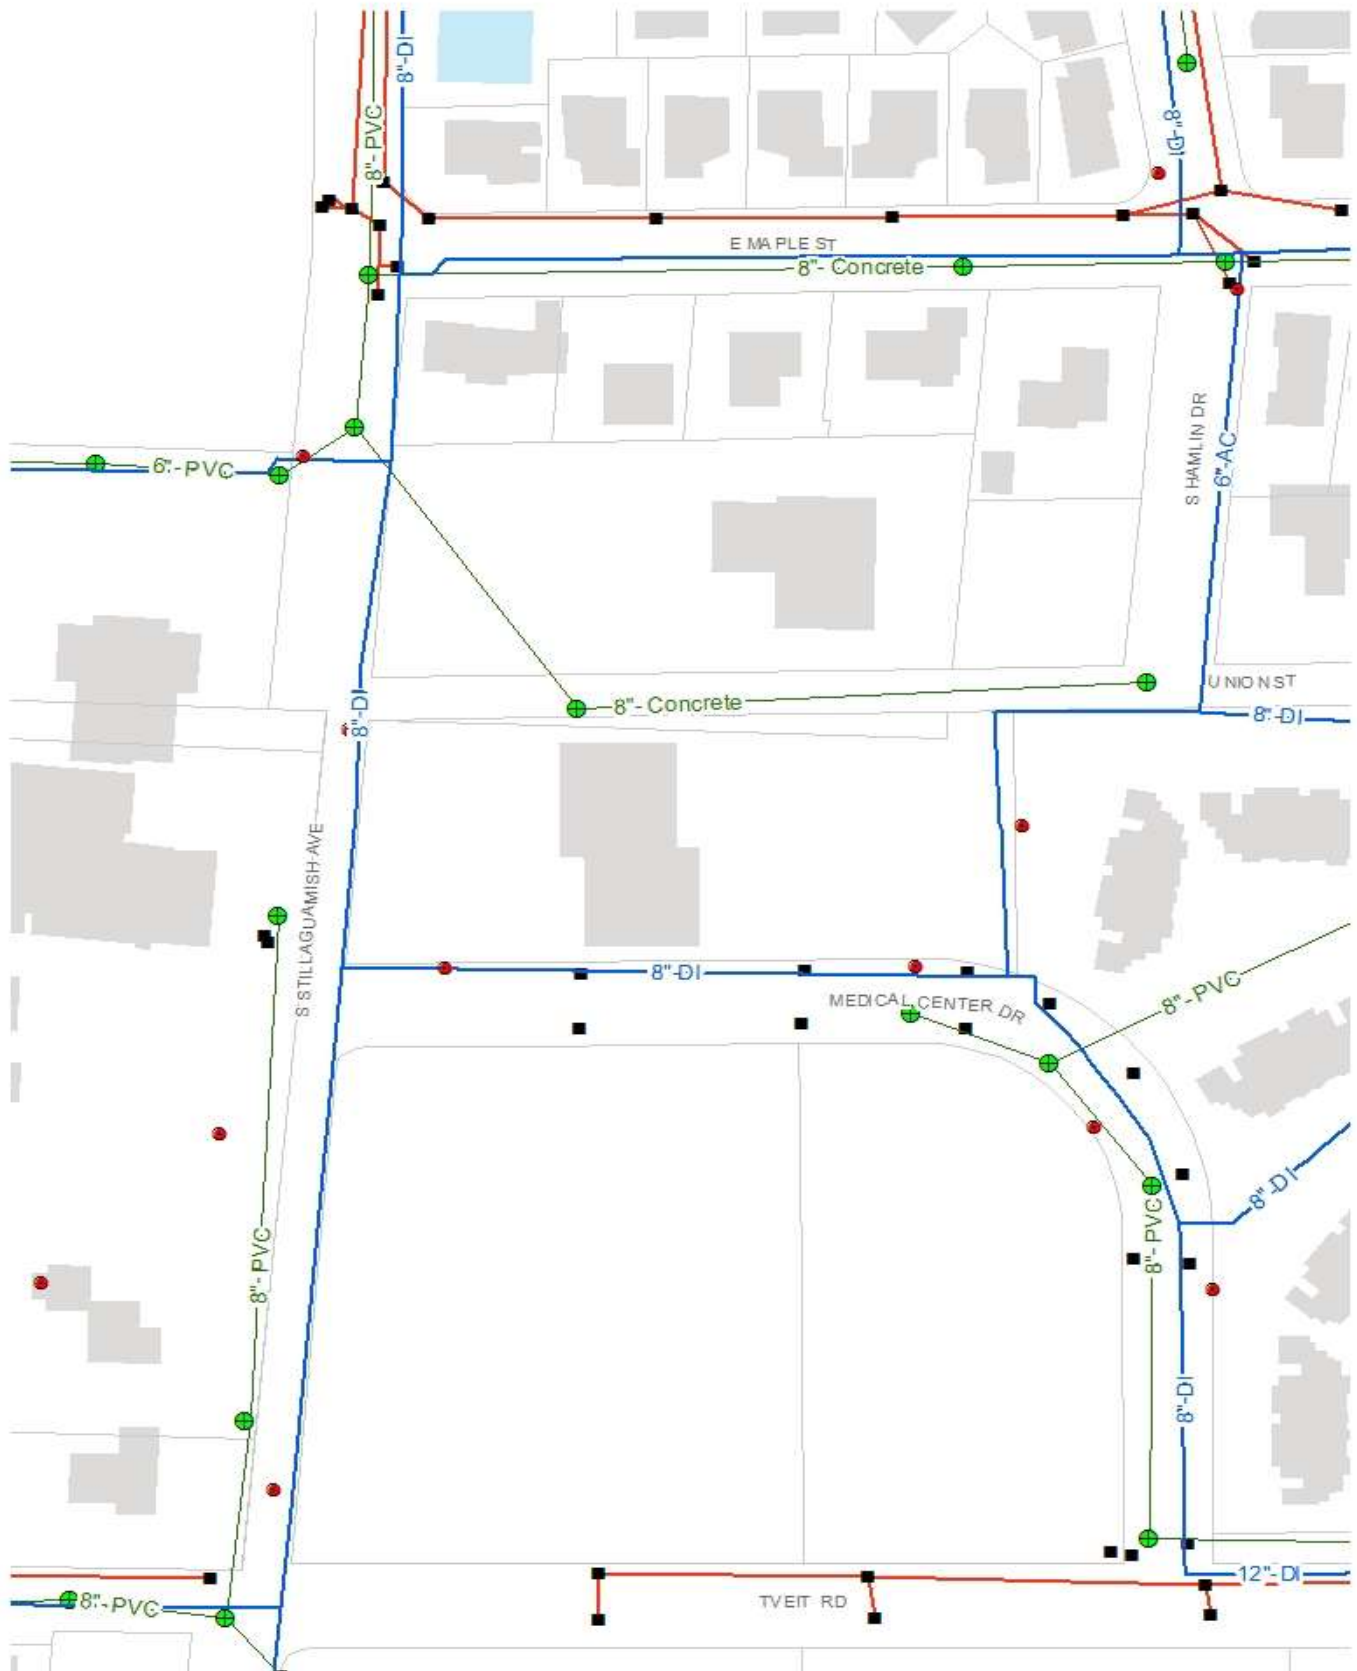 8"-DI
8"- PVC
8"-DI
E MAPLE ST
8"- Concrete
S HAMLIN DR
6"- PVC
6"-AC
UNION ST
8"-DI
8"- Concrete
8"-DI
S STILLAGUAMISH AVE
8"-DI
MEDICAL CENTER DR
8"- PVC
8"-DI
8"- PVC
8"- PVC
8"-DI
12"-DI
8"- PVC
TVEIT RD